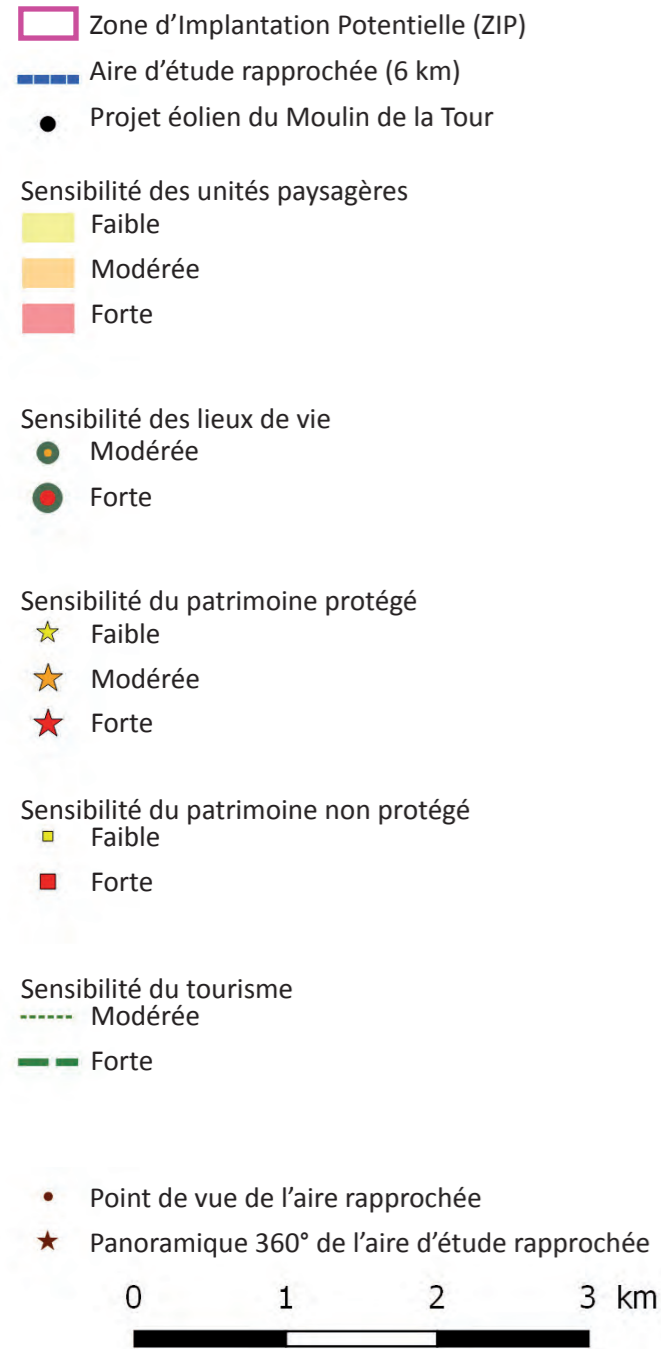 Zone d’Implantation Potentielle (ZIP)
Aire d’étude rapprochée (6 km)
Projet éolien du Moulin de la Tour
Sensibilité des unités paysagères
Faible
Modérée
Forte
Sensibilité des lieux de vie
Modérée
Forte
Sensibilité du patrimoine protégé
Faible
Modérée
Forte
Sensibilité du patrimoine non protégé
Faible
Forte
Sensibilité du tourisme
Modérée
Forte
Point de vue de l’aire rapprochée
Panoramique 360° de l’aire d’étude rapprochée
0 1 2 3 km